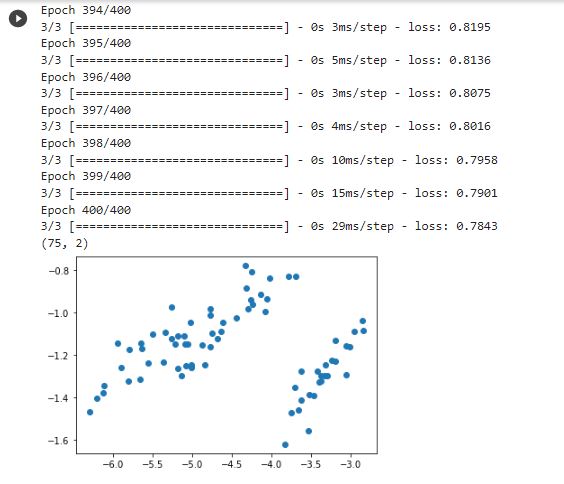 Epoch 394/400
3/3 [==============================] - 0s 3ms/step - loss: 0.8195
Epoch 395/400
3/3 [==============================] - 0s 5ms/step - loss: 0.8136
Epoch 396/400
3/3 [==============================] - 0s 3ms/step - loss: 0.8075
Epoch 397/400
3/3 [==============================] - 0s 4ms/step - loss: 0.8016
Epoch 398/400
3/3 [==============================] - 0s 10ms/step - loss: 0.7958
Epoch 399/400
3/3 [==============================] - 0s 15ms/step - loss: 0.7901
Epoch 400/400
3/3 [==============================] - 0s 29ms/step - loss: 0.7843
(75, 2)
−0.8
−1.0
−1.2
−1.4
−1.6
−6.0 −5.5 −5.0 −4.5 −4.0 −3.5 −3.0